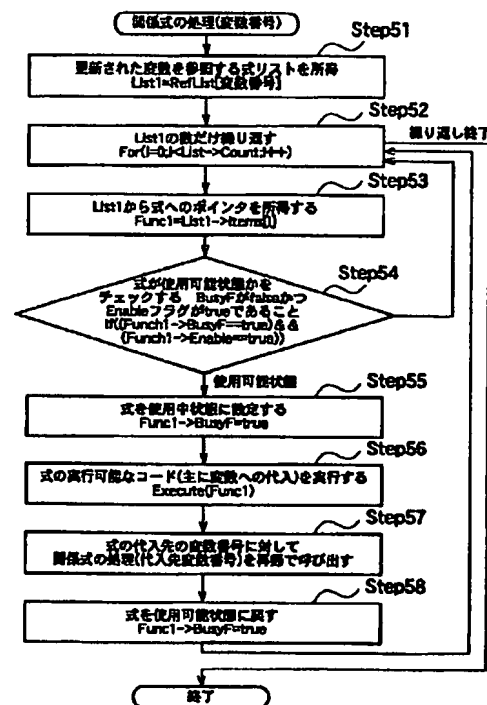 関係式の処理(変数番号)
Step51
更新された変数を参照する式リストを所得
List1=RefList[変数番号]
Step52
List1の数だけ繰り返す
For(i=0;i<List->Count;i++)
繰り返し終了
Step53
List1から式へのポインタを所得する
Func1=List1->Items[i]
Step54
式が使用可能状態かを
チェックする BusyFがfalseかつ
Enableフラグがtrueであること
If((Funch1->BusyF==true)&&
(Funch1->Enable==true))
使用可能状態
Step55
式を使用中状態に設定する
Func1->BusyF=true
Step56
式の実行可能なコード(主に変数への代入)を実行する
Execute(Func1)
Step57
式の代入先の変数番号に対して
関係式の処理(代入先変数番号)を再帰で呼び出す
Step58
式を使用可能状態に戻す
Func1->BusyF=true
終了